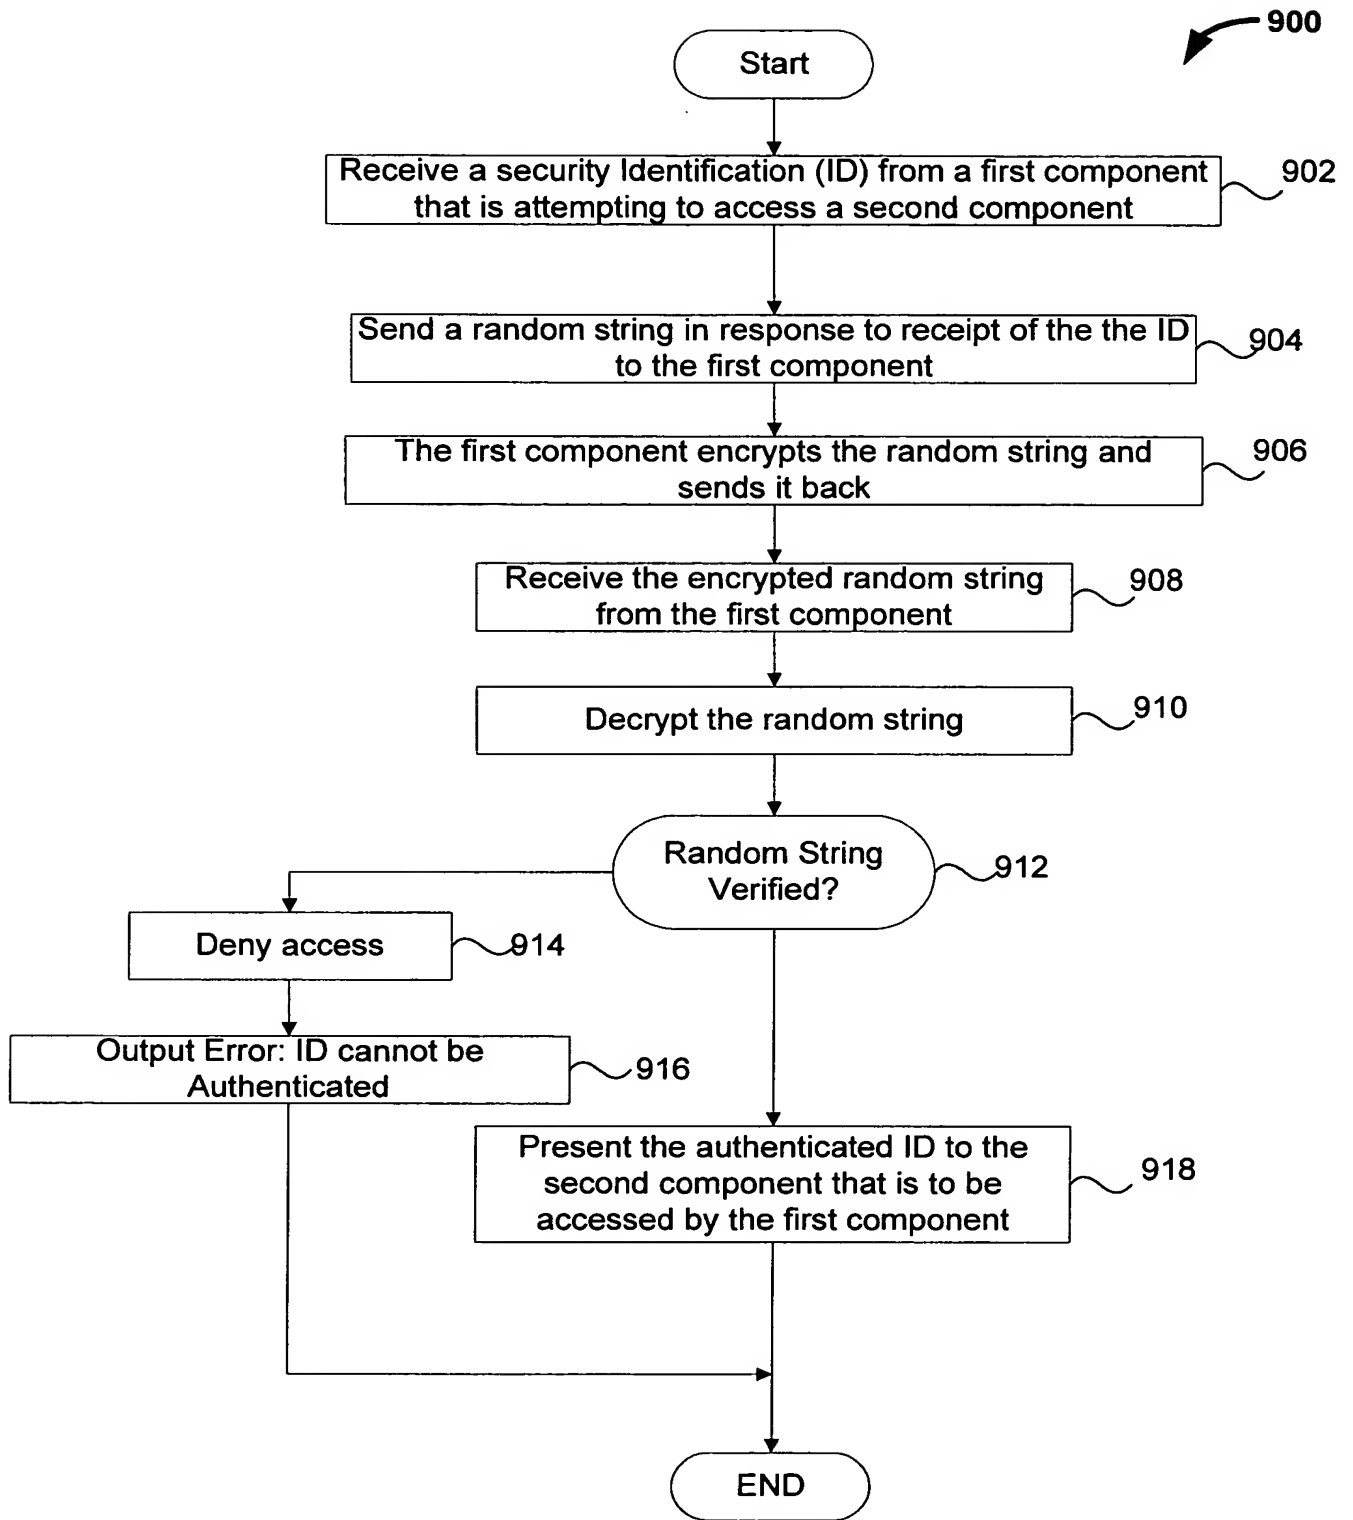 900
Start
Receive a security Identification (ID) from a first component
that is attempting to access a second component
902
Send a random string in response to receipt of the the ID
to the first component
904
The first component encrypts the random string and
sends it back
906
Receive the encrypted random string
from the first component
908
Decrypt the random string
910
Random String
Verified?
912
Deny access
914
Output Error: ID cannot be
Authenticated
916
Present the authenticated ID to the
second component that is to be
accessed by the first component
918
END